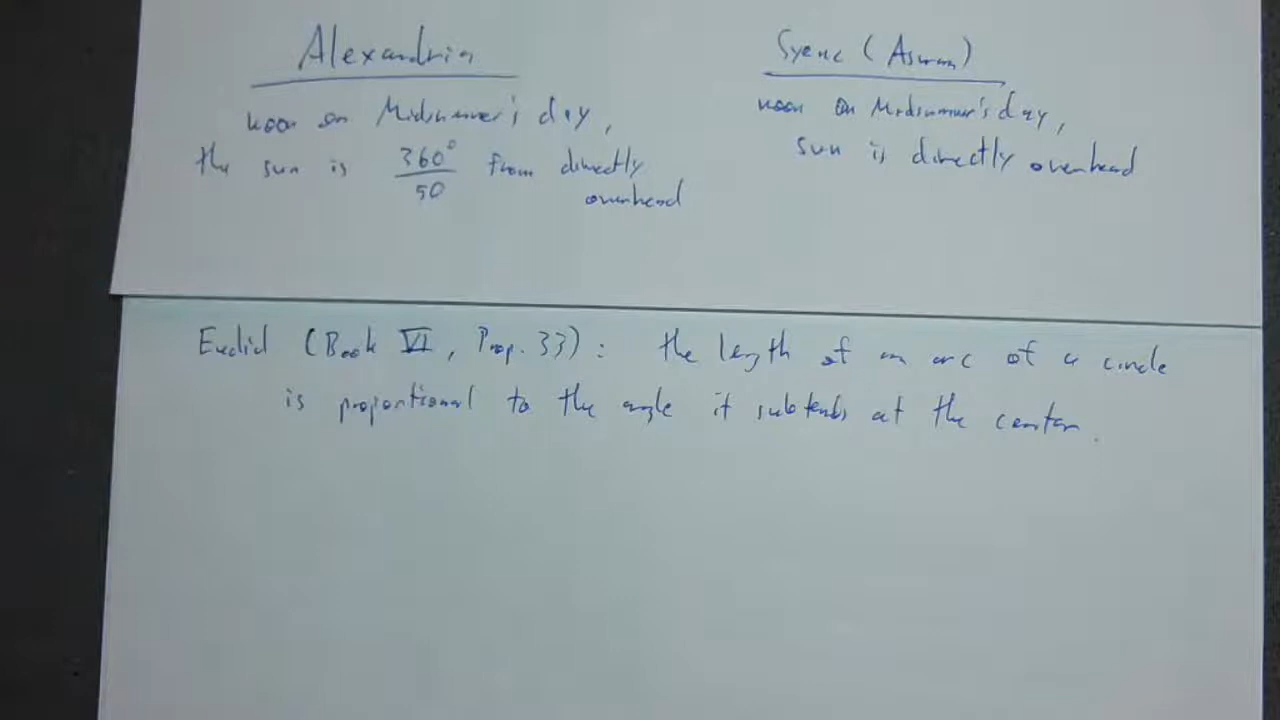 Alexandria
noon on Midsummer's day,
the sun is 360° / 50 from directly
overhead
Syene (Aswan)
noon on Midsummer's day,
sun is directly overhead
Euclid (Book VI, Prop. 33): the length of an arc of a circle
is proportional to the angle it subtends at the center.